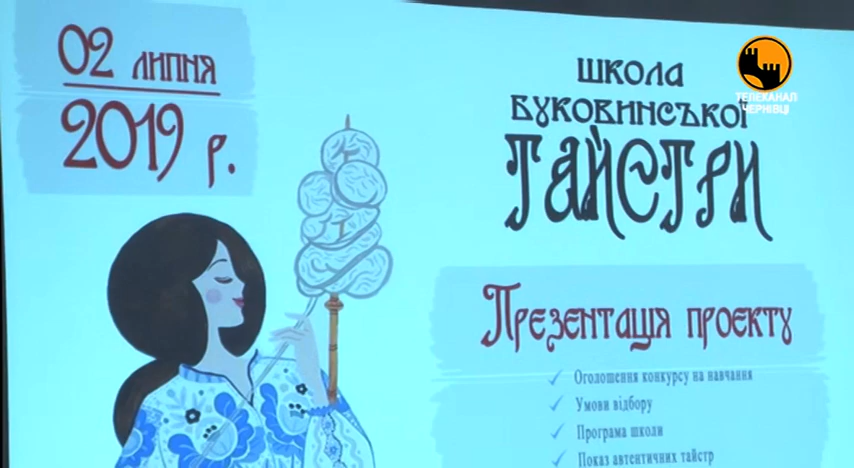 02 липня
2019 р.
ТЕЛЕКАНАЛ
ЧЕРНІВЦІ
ШКОЛА
БУКОВИНСЬКОЇ
ТАЙСТРИ
Презентація проєкту
✓ Оголошення конкурсу на навчання
✓ Умови відбору
✓ Програма школи
✓ Показ автентичних тайстр